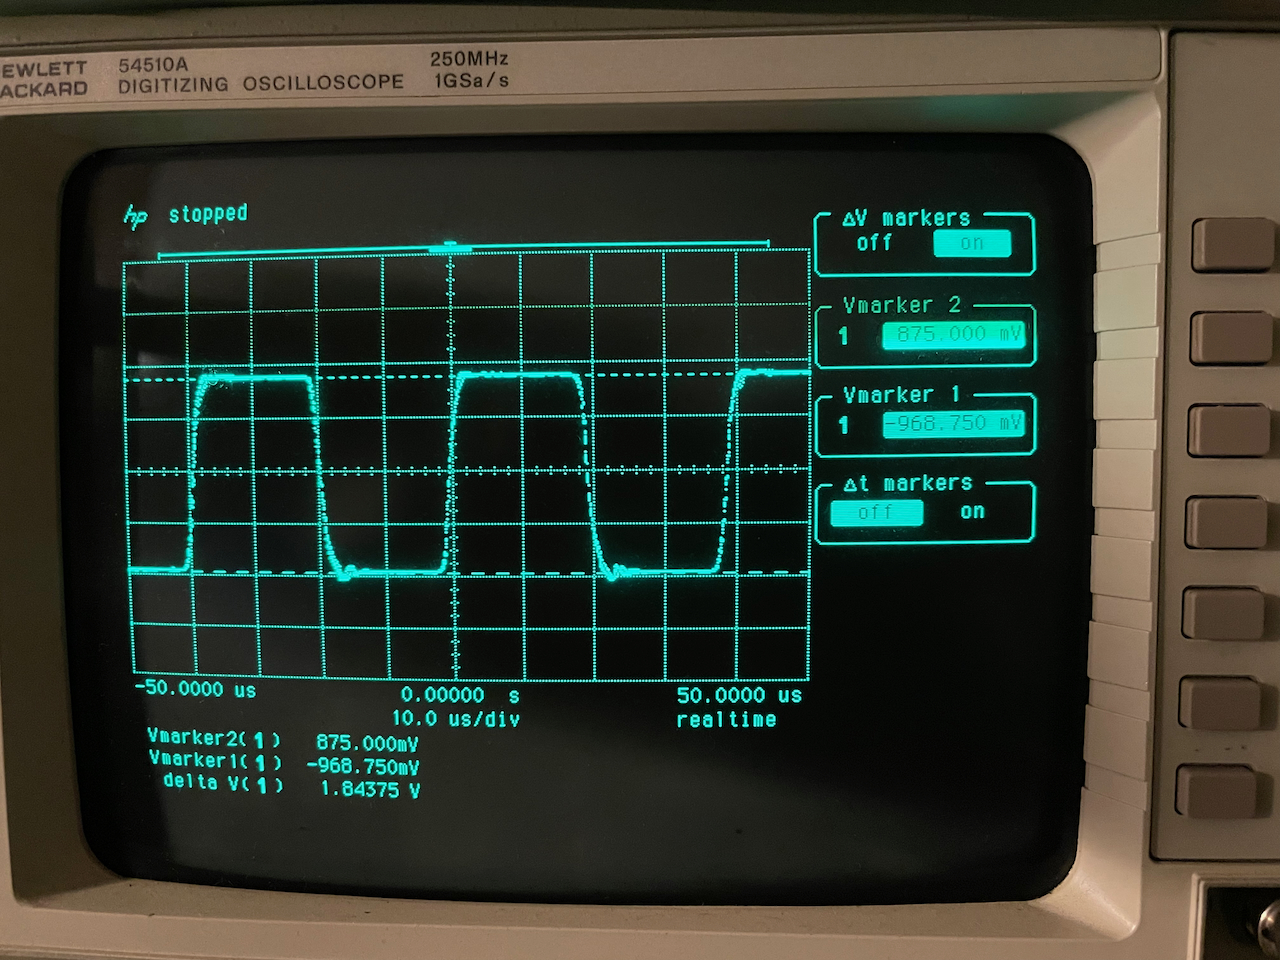 EWLETT
ACKARD
54510A
DIGITIZING OSCILLOSCOPE
250MHz
1GSa/s
hp stopped
ΔV markers
off on
Vmarker 2
1 875.000 mV
Vmarker 1
1 -968.750 mV
Δt markers
off on
-50.0000 us 0.00000 s 50.0000 us
10.0 us/div realtime
Vmarker2(1) 875.000mV
Vmarker1(1) -968.750mV
delta V(1) 1.84375 V